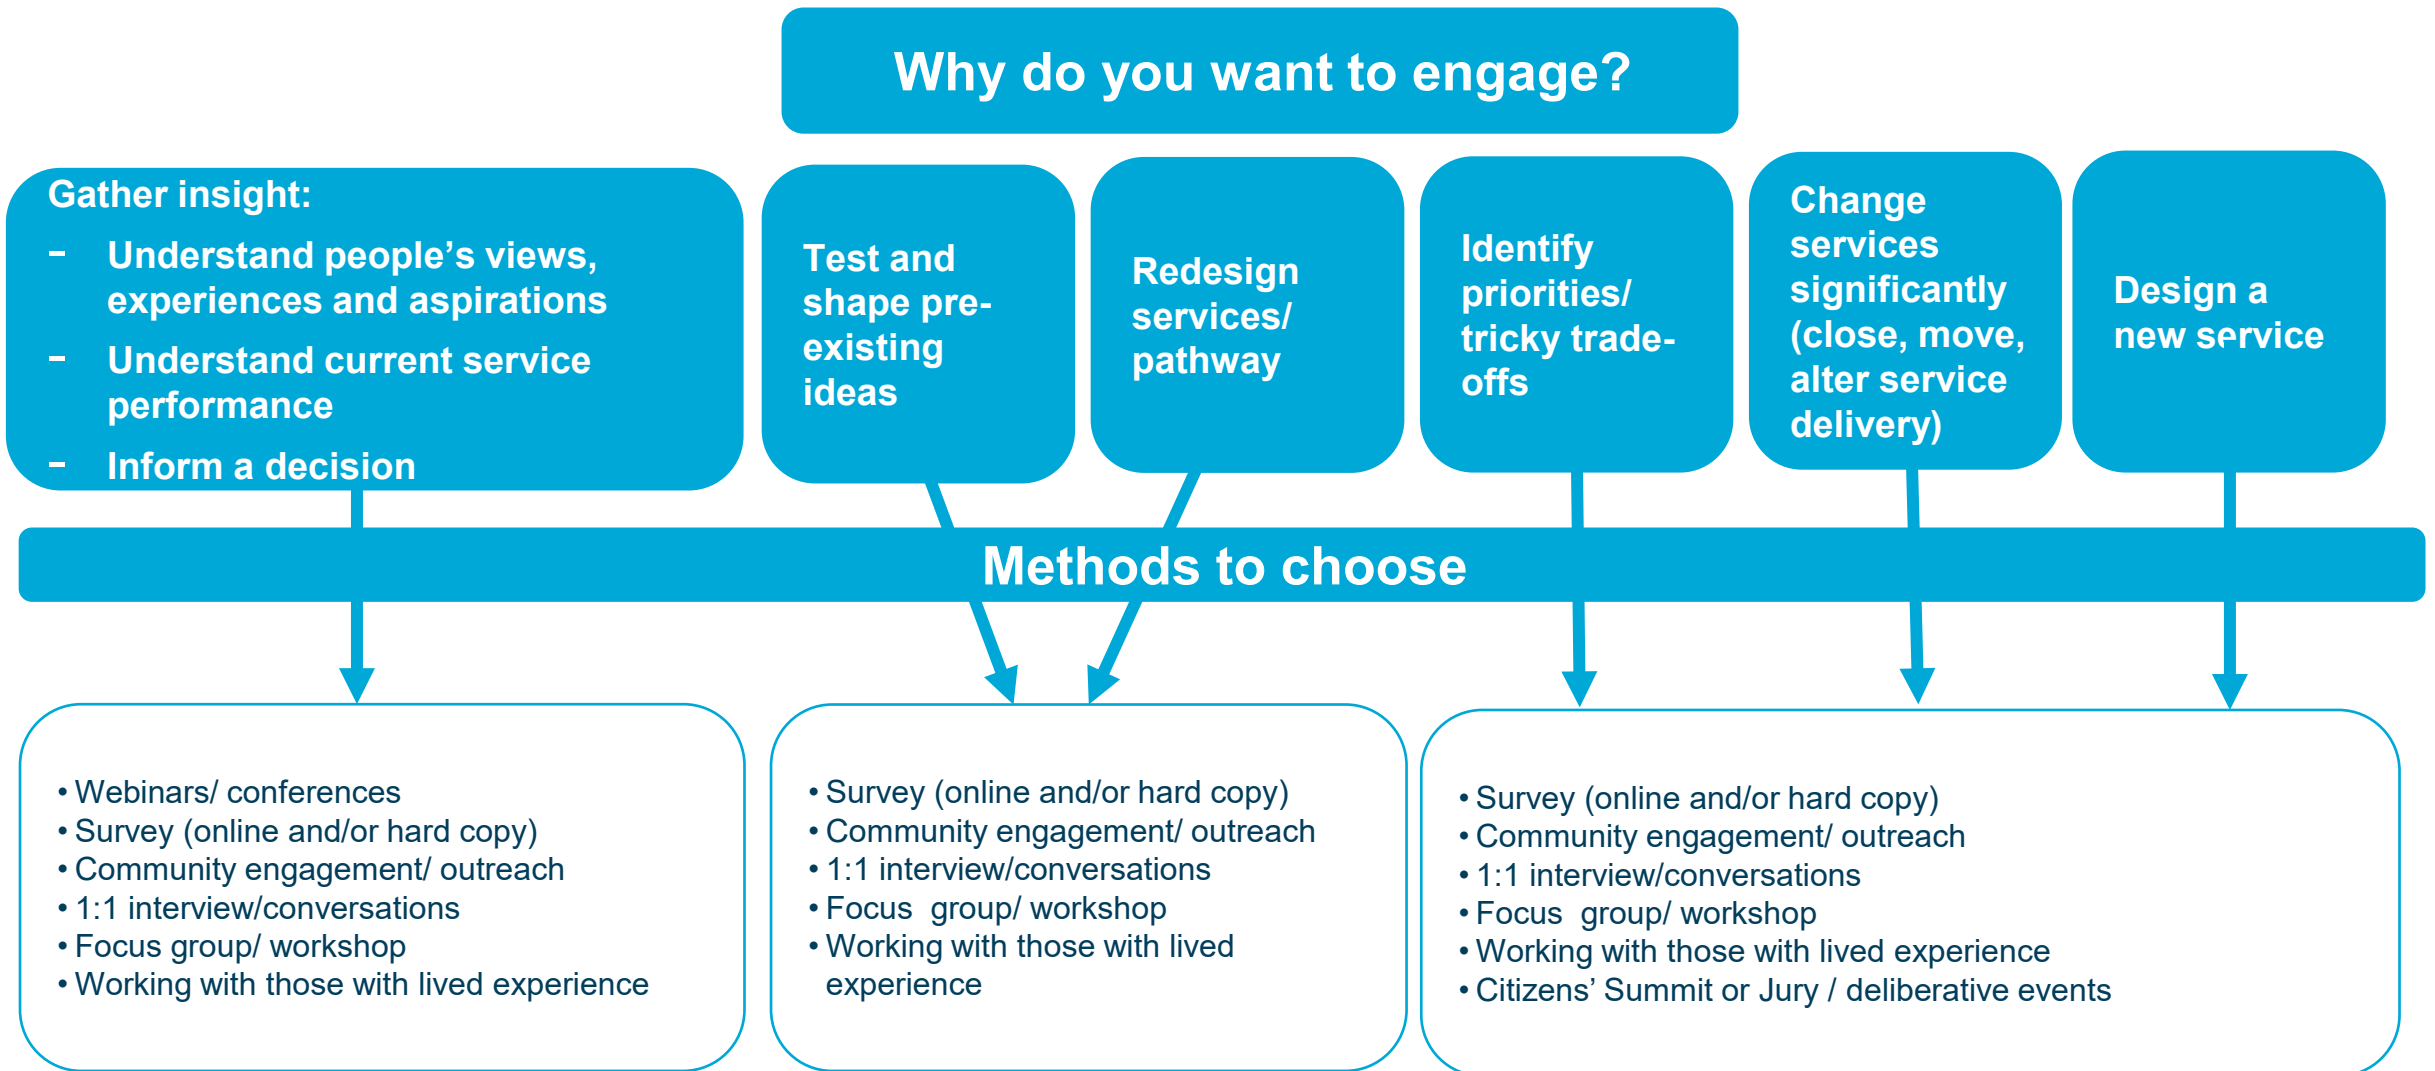 Why do you want to engage?
Gather insight:
- Understand people’s views,
experiences and aspirations
- Understand current service
performance
- Inform a decision
Test and
shape pre-
existing
ideas
Redesign
services/
pathway
Identify
priorities/
tricky trade-
offs
Change
services
significantly
(close, move,
alter service
delivery)
Design a
new service
Methods to choose
• Webinars/ conferences
• Survey (online and/or hard copy)
• Community engagement/ outreach
• 1:1 interview/conversations
• Focus group/ workshop
• Working with those with lived experience
• Survey (online and/or hard copy)
• Community engagement/ outreach
• 1:1 interview/conversations
• Focus  group/ workshop
• Working with those with lived
experience
• Survey (online and/or hard copy)
• Community engagement/ outreach
• 1:1 interview/conversations
• Focus  group/ workshop
• Working with those with lived experience
• Citizens’ Summit or Jury / deliberative events